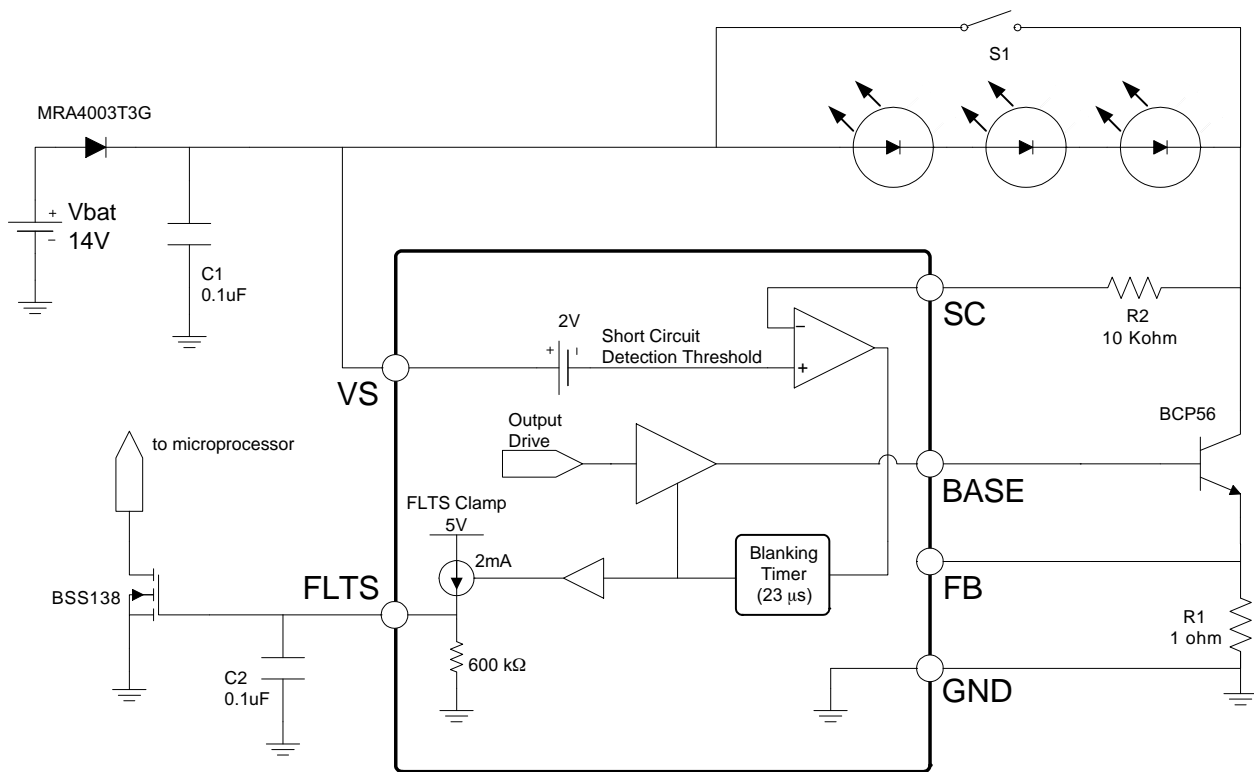 S1
MRA4003T3G
+
Vbat
–
14V
C1
0.1uF
SC
R2
10 Kohm
2V
+
–
Short Circuit
Detection Threshold
–
+
VS
BCP56
to microprocessor
Output
Drive
BASE
FLTS Clamp
5V
2mA
Blanking
Timer
(23 μs)
FLTS
FB
BSS138
R1
1 ohm
600 kΩ
C2
0.1uF
GND